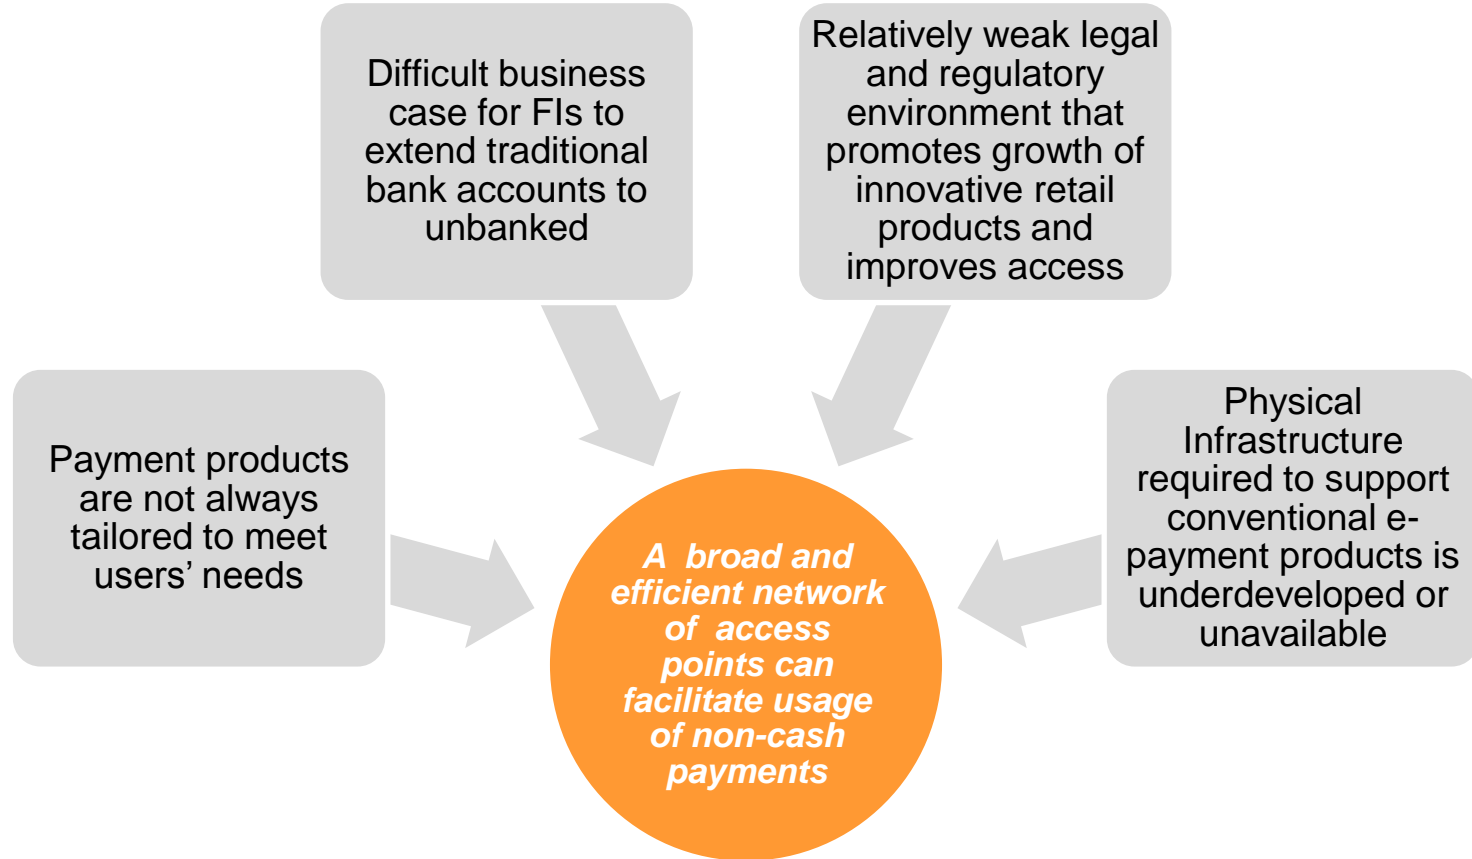 Difficult business
case for FIs to
extend traditional
bank accounts to
unbanked
Relatively weak legal
and regulatory
environment that
promotes growth of
innovative retail
products and
improves access
Payment products
are not always
tailored to meet
users’ needs
Physical
Infrastructure
required to support
conventional e-
payment products is
underdeveloped or
unavailable
A broad and
efficient network
of access
points can
facilitate usage
of non-cash
payments